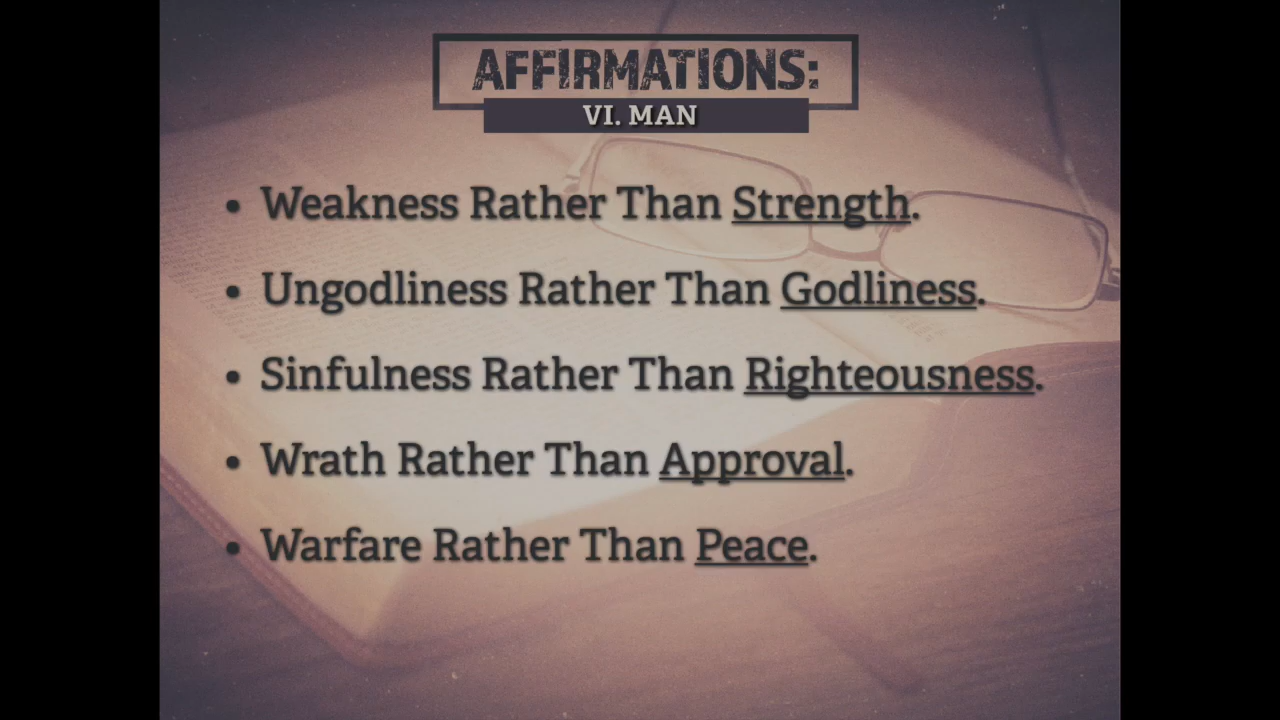 AFFIRMATIONS:
VI. MAN
• Weakness Rather Than Strength.
• Ungodliness Rather Than Godliness.
• Sinfulness Rather Than Righteousness.
• Wrath Rather Than Approval.
• Warfare Rather Than Peace.